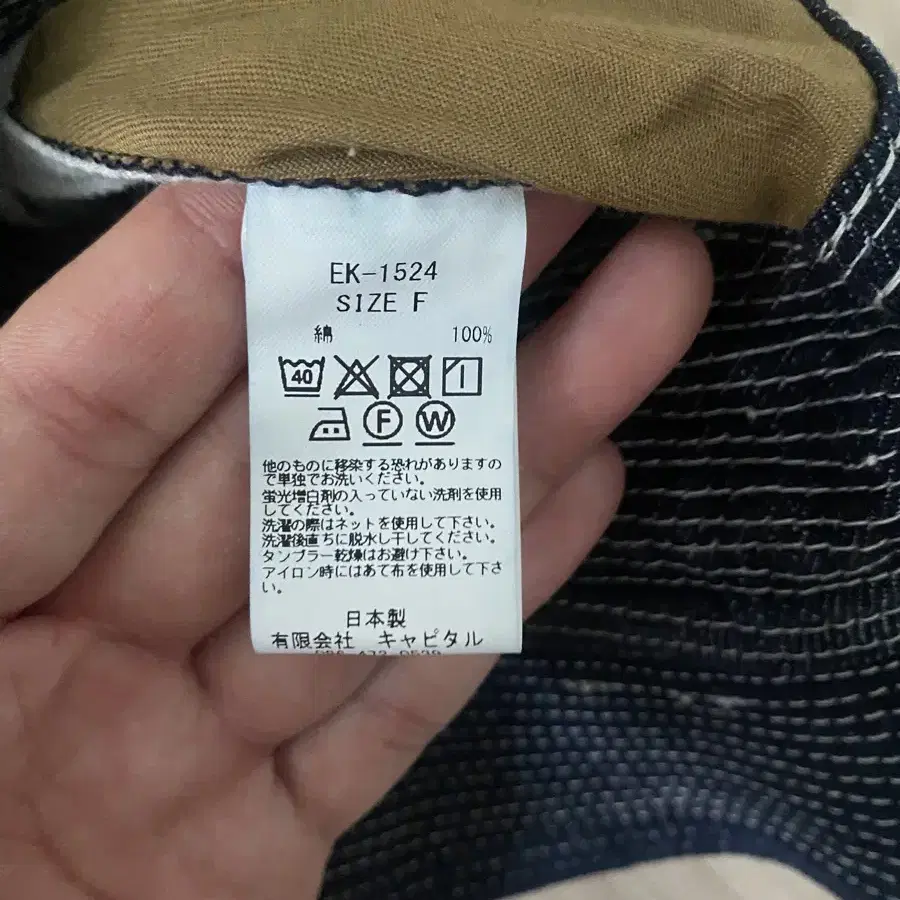 EK-1524
SIZE F
綿 100%
40
F W
他のものに移染する恐れがありますの
で単独でお洗いください。
蛍光増白剤の入っていない洗剤を使用
してください。
洗濯の際はネットを使用して下さい。
洗濯後直ちに脱水し干してください。
タンブラー乾燥はお避け下さい。
アイロン時にはあて布を使用して下さ
い。
日本製
有限会社 キャピタル